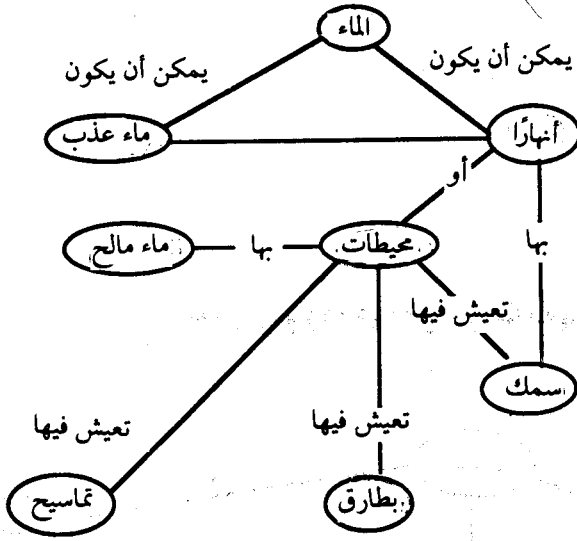 الماء
يمكن أن يكون
يمكن أن يكون
أنهارًا
ماء عذب
أو
محيطات
بها
ماء مالح
بها
تعيش فيها
سمك
تعيش فيها
تعيش فيها
بطارق
تماسيح